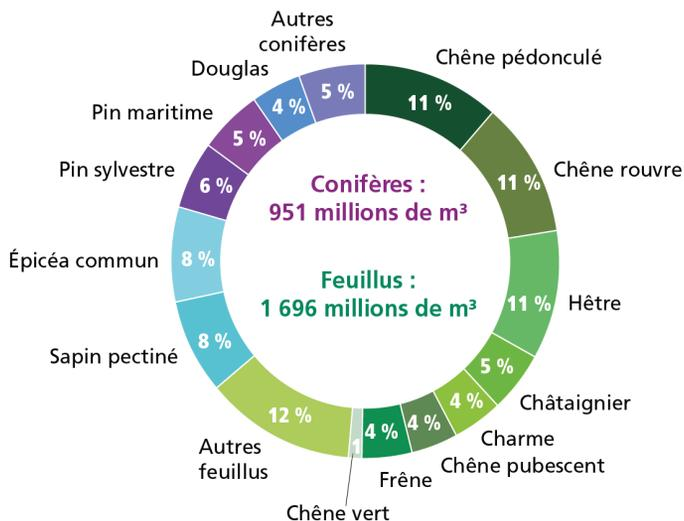 Autres
conifères
Douglas
Pin maritime
Pin sylvestre
Épicéa commun
Sapin pectiné
Autres
feuillus
Chêne vert
Frêne
Chêne pubescent
Charme
Châtaignier
Hêtre
Chêne rouvre
Chêne pédonculé
5 %
4 %
5 %
6 %
8 %
8 %
12 %
1
4 %
4 %
4 %
5 %
11 %
11 %
11 %
Conifères :
951 millions de m³
Feuillus :
1 696 millions de m³